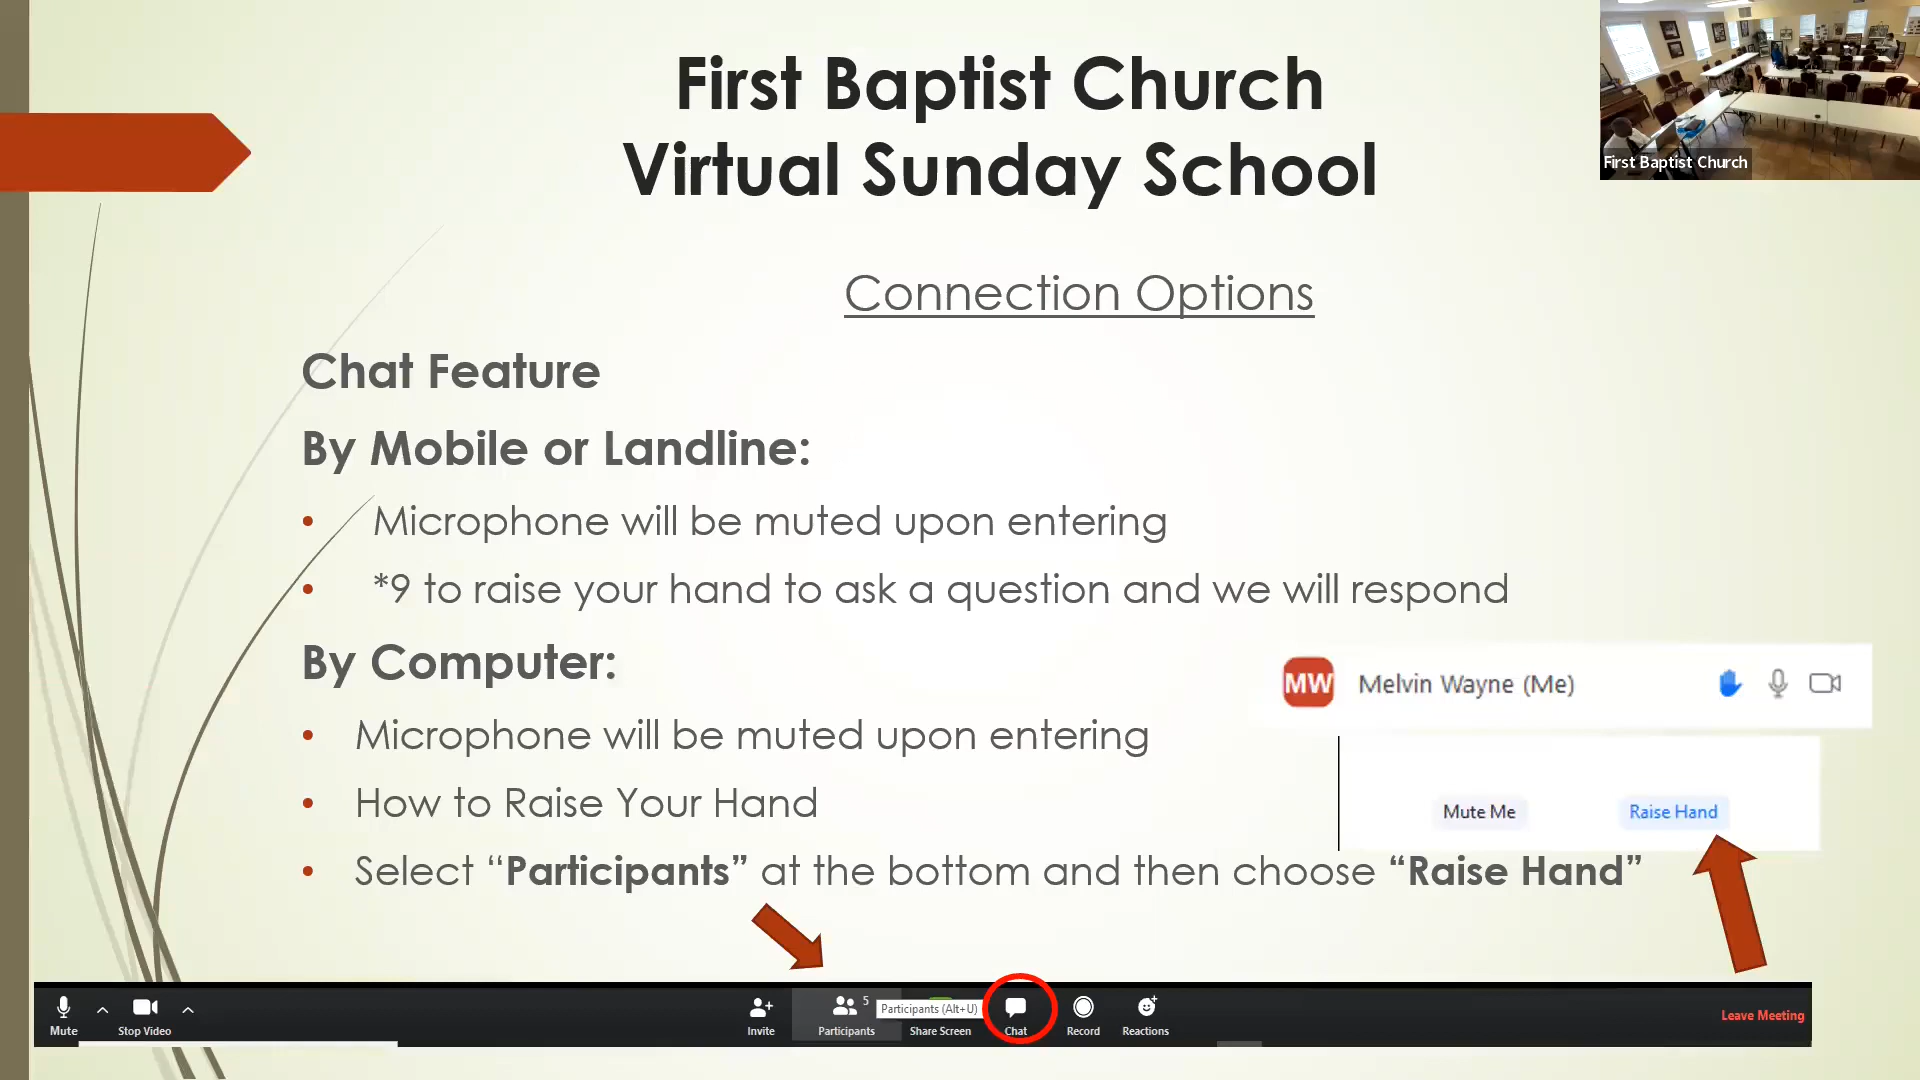 First Baptist Church
Virtual Sunday School
First Baptist Church
Connection Options
Chat Feature
By Mobile or Landline:
• Microphone will be muted upon entering
• *9 to raise your hand to ask a question and we will respond
By Computer:
• Microphone will be muted upon entering
• How to Raise Your Hand
• Select “Participants” at the bottom and then choose “Raise Hand”
MW Melvin Wayne (Me)
Mute Me Raise Hand
5 Participants (Alt+U)
Mute Stop Video Invite Participants Share Screen Chat Record Reactions Leave Meeting